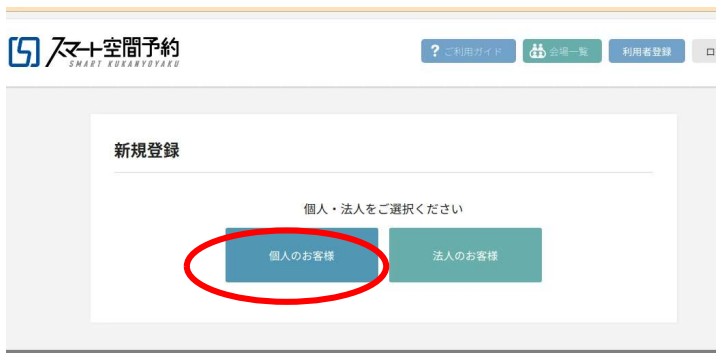 スマート空間予約
SMART KUKANYOYAKU
? ご利用ガイド
会場一覧
利用者登録
ロ
新規登録
個人・法人をご選択ください
個人のお客様
法人のお客様